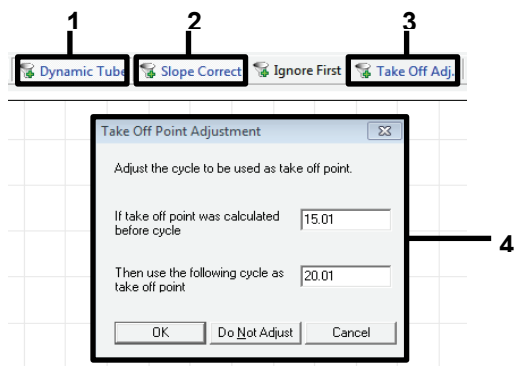 1 2 3
Dynamic Tube Slope Correct Ignore First Take Off Adj.
Take Off Point Adjustment
Adjust the cycle to be used as take off point.
If take off point was calculated
before cycle
15.01
4
Then use the following cycle as
take off point
20.01
OK Do Not Adjust Cancel